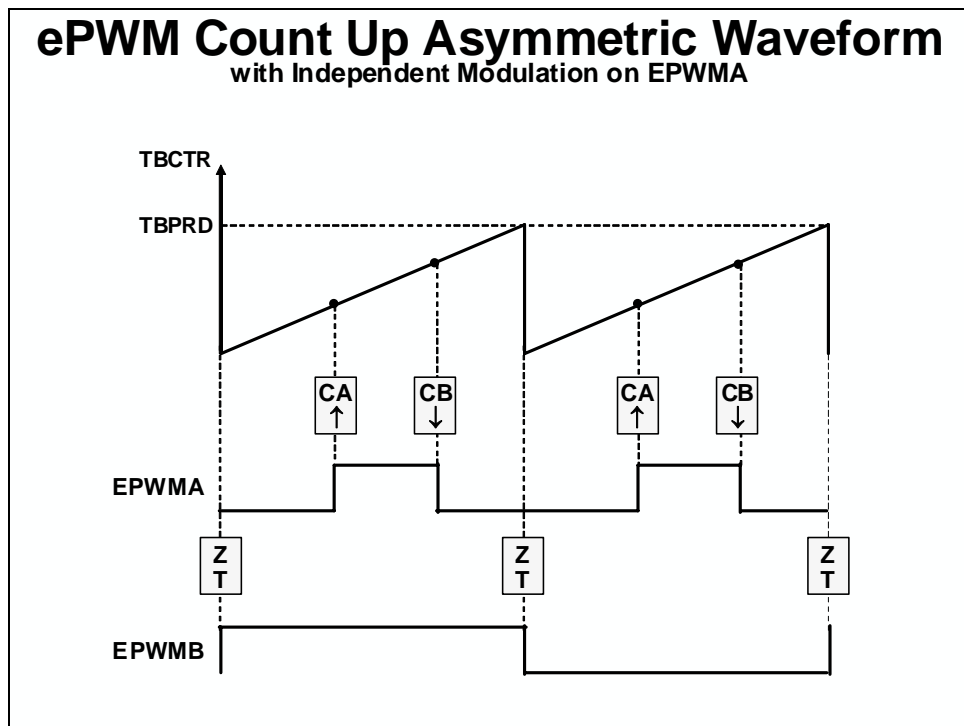 ePWM Count Up Asymmetric Waveform
with Independent Modulation on EPWMA
TBCTR
TBPRD
CA
↑
CB
↓
CA
↑
CB
↓
EPWMA
Z
T
Z
T
Z
T
EPWMB